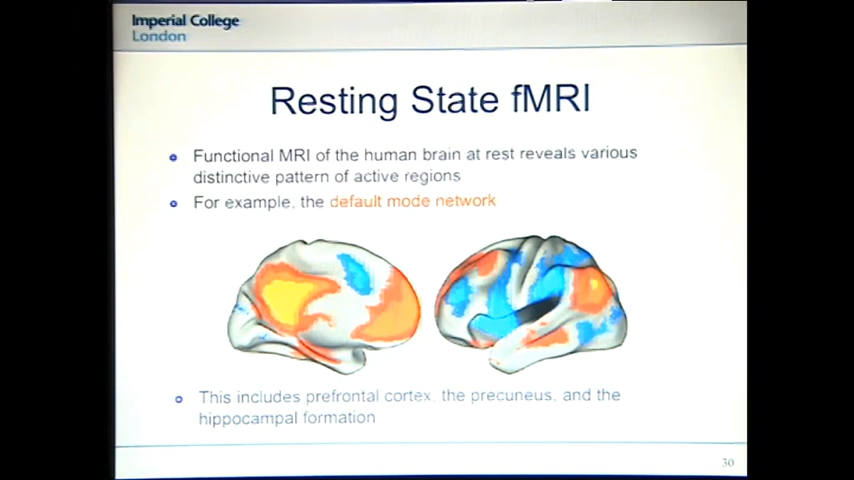 Imperial College
London
Resting State fMRI
Functional MRI of the human brain at rest reveals various
distinctive pattern of active regions
For example, the default mode network
This includes prefrontal cortex, the precuneus, and the
hippocampal formation
30